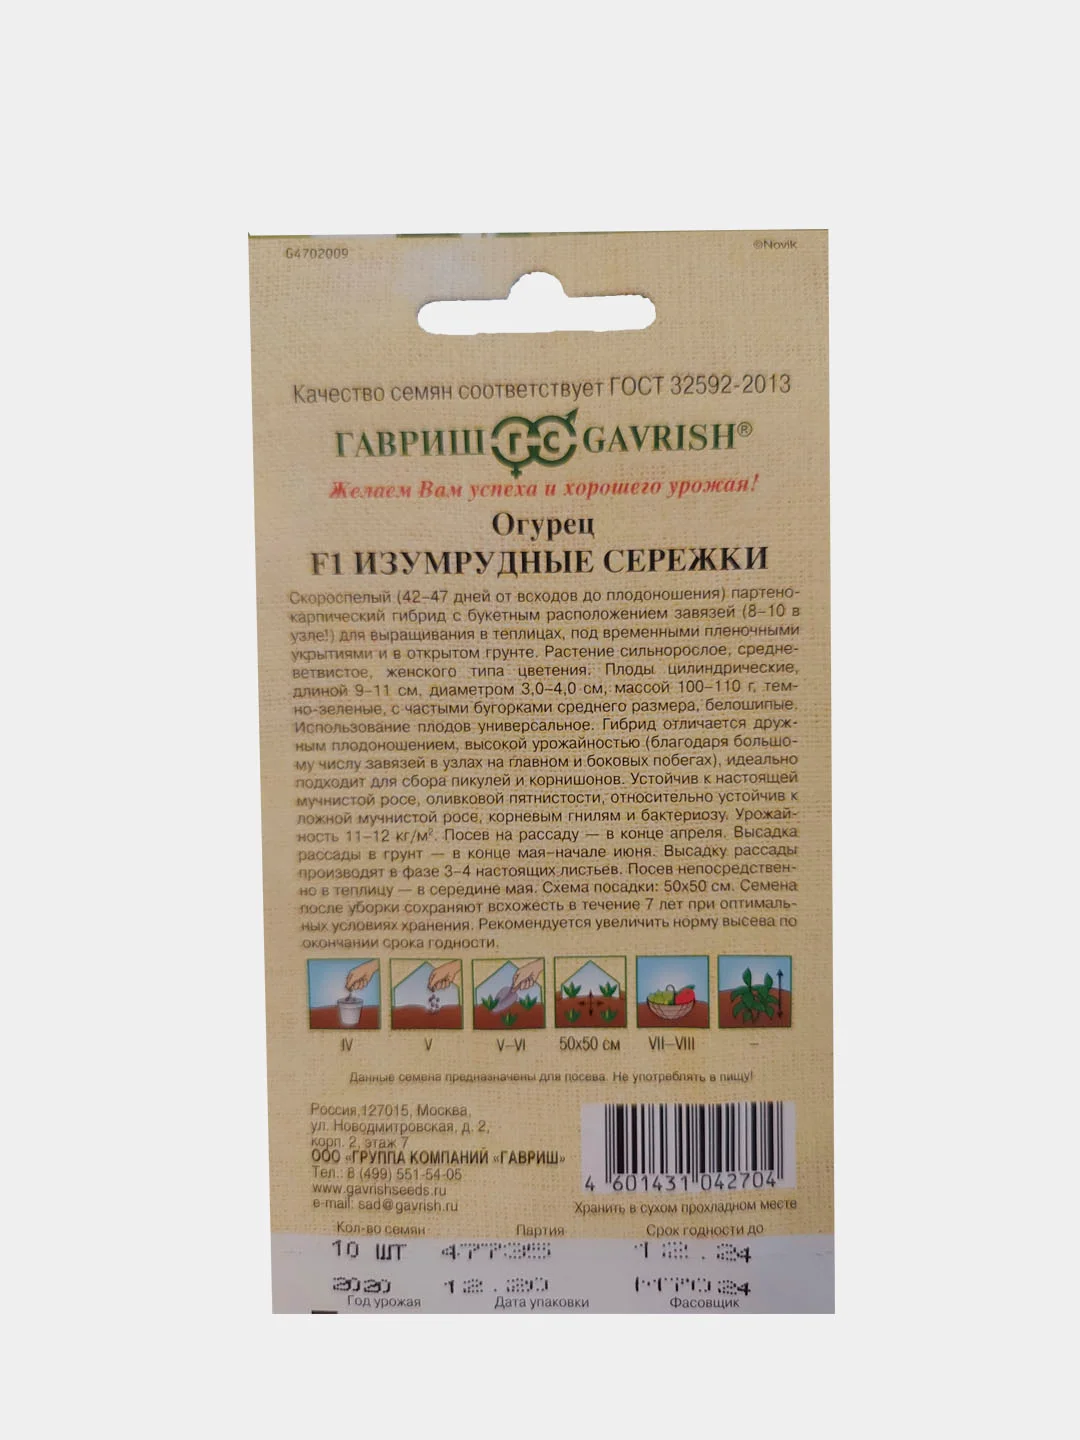 G4702009
©Novik
Качество семян соответствует ГОСТ 32592-2013
ГАВРИШ ГС GAVRISH®
Желаем Вам успеха и хорошего урожая!
Огурец
F1 ИЗУМРУДНЫЕ СЕРЕЖКИ
Скороспелый (42–47 дней от всходов до плодоношения) партено-
карпический гибрид с букетным расположением завязей (8–10 в
узле!) для выращивания в теплицах, под временными пленочными
укрытиями и в открытом грунте. Растение сильнорослое, средне-
ветвистое, женского типа цветения. Плоды цилиндрические,
длиной 9–11 см, диаметром 3,0–4,0 см, массой 100–110 г, тем-
но-зеленые, с частыми бугорками среднего размера, белошипые.
Использование плодов универсальное. Гибрид отличается друж-
ным плодоношением, высокой урожайностью (благодаря большо-
му числу завязей в узлах на главном и боковых побегах), идеально
подходит для сбора пикулей и корнишонов. Устойчив к настоящей
мучнистой росе, оливковой пятнистости, относительно устойчив к
ложной мучнистой росе, корневым гнилям и бактериозу. Урожай-
ность 11–12 кг/м². Посев на рассаду — в конце апреля. Высадка
рассады в грунт — в конце мая–начале июня. Высадку рассады
производят в фазе 3–4 настоящих листьев. Посев непосредствен-
но в теплицу — в середине мая. Схема посадки: 50х50 см. Семена
после уборки сохраняют всхожесть в течение 7 лет при оптималь-
ных условиях хранения. Рекомендуется увеличить норму высева по
окончании срока годности.
IV V V–VI 50х50 см VII–VIII –
Данные семена предназначены для посева. Не употреблять в пищу!
Россия,127015, Москва,
ул. Новодмитровская, д. 2,
корп. 2, этаж 7
ООО «ГРУППА КОМПАНИЙ «ГАВРИШ»
Тел.: 8 (499) 551-54-05
www.gavrishseeds.ru
e-mail: sad@gavrish.ru
4 601431 042704
Хранить в сухом прохладном месте
Кол-во семян Партия Срок годности до
10 ШТ 47735 12.24
2020 12.20
Год урожая Дата упаковки Фасовщик